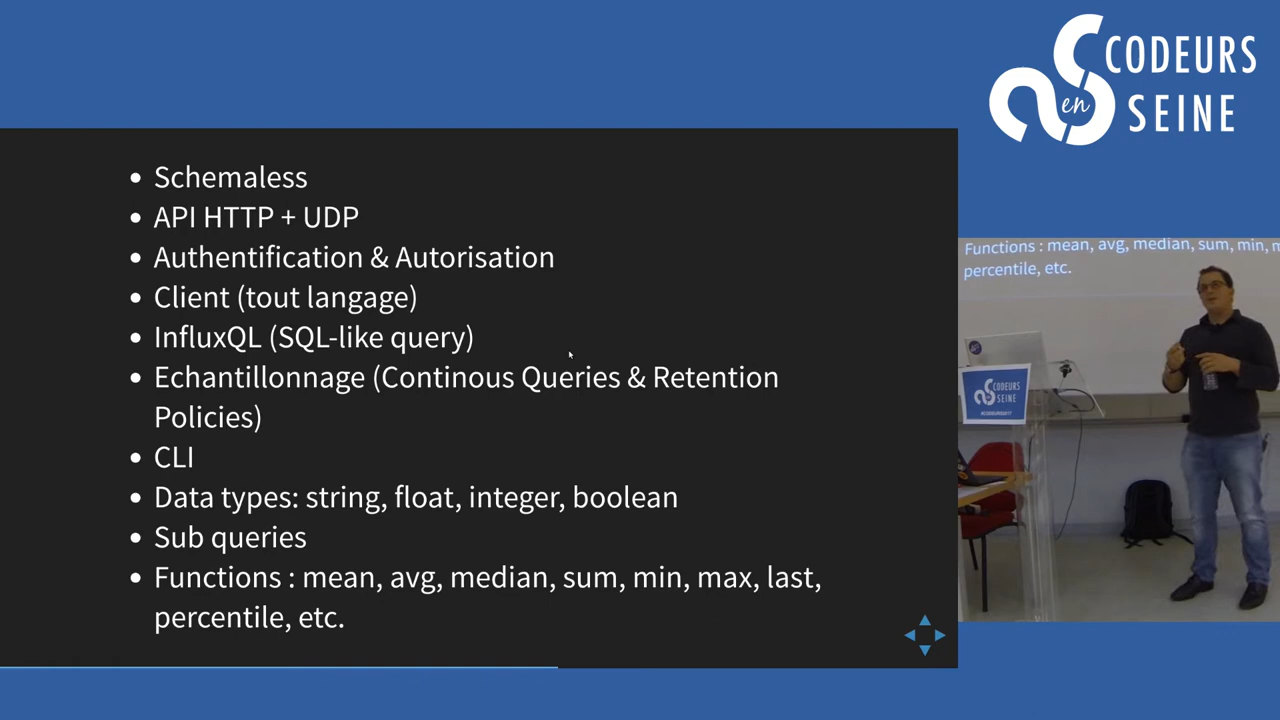 CODEURS
en
SEINE
• Schemaless
• API HTTP + UDP
• Authentification & Autorisation
• Client (tout langage)
• InfluxQL (SQL-like query)
• Echantillonnage (Continous Queries & Retention
Policies)
• CLI
• Data types: string, float, integer, boolean
• Sub queries
• Functions : mean, avg, median, sum, min, max, last,
percentile, etc.
Functions : mean, avg, median, sum, min, m
percentile, etc.
CODEURS
SEINE